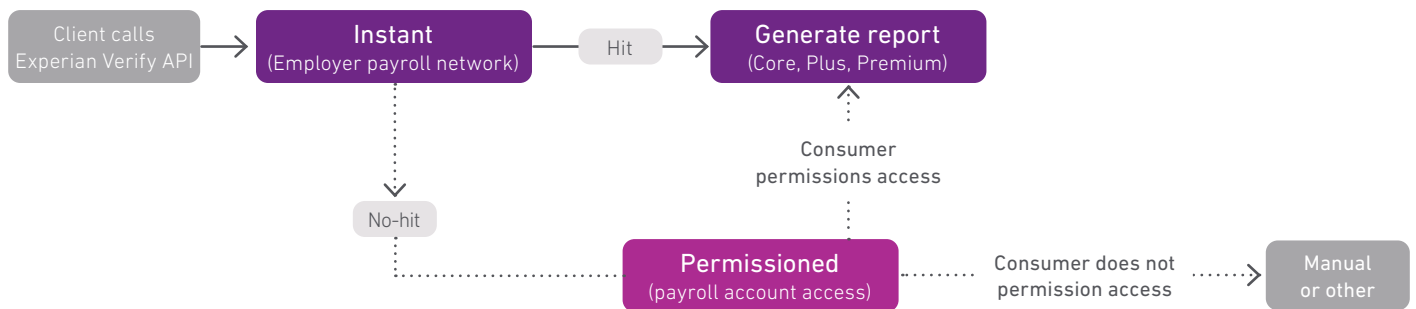 Client calls
Experian Verify API
Instant
(Employer payroll network)
Hit
Generate report
(Core, Plus, Premium)
Consumer
permissions access
No-hit
Permissioned
(payroll account access)
Consumer does not
permission access
Manual
or other